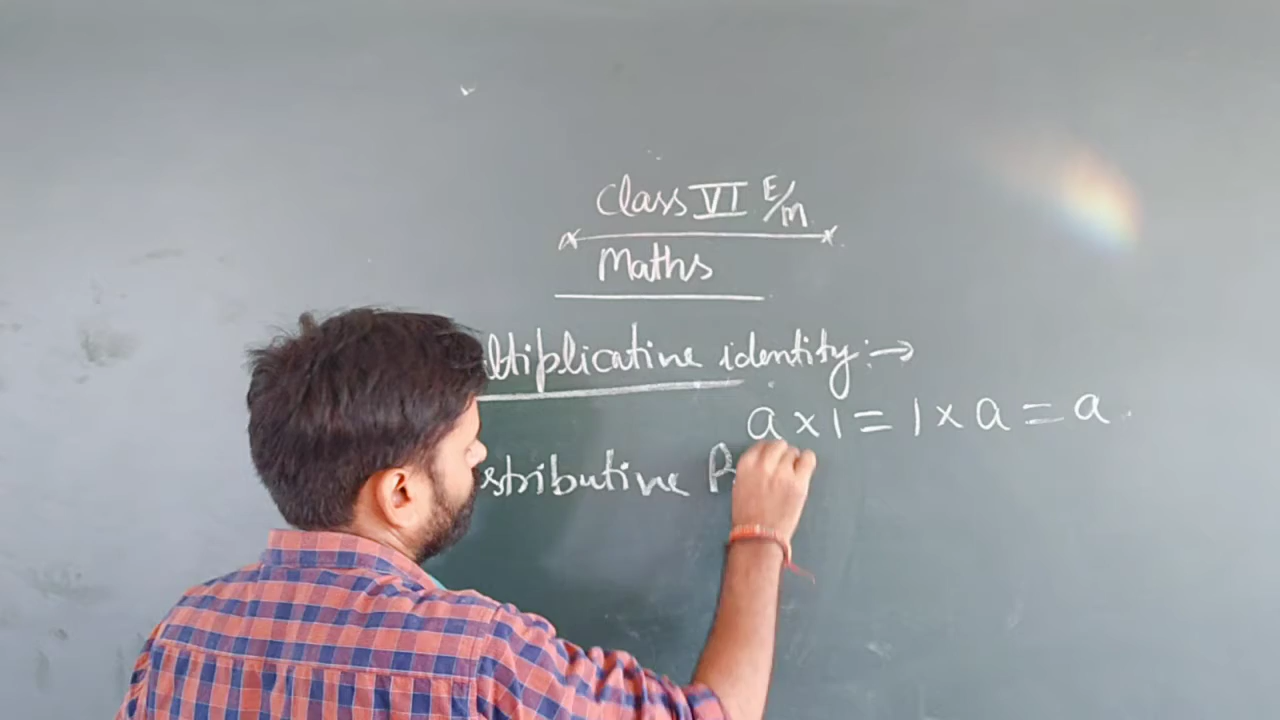 Class VI E/M
Maths
ltiplicative identity:→
a×1=1×a=a.
stributive P